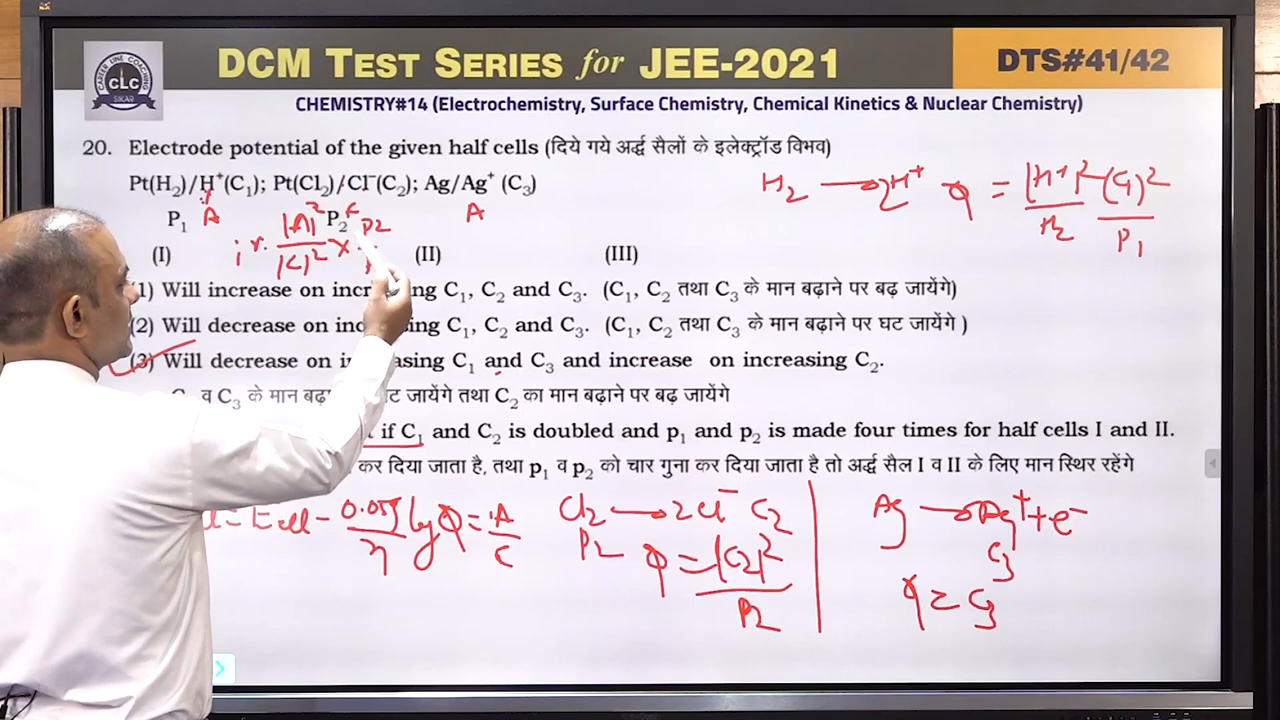 CAREER LINE COACHING
CLC
SIKAR
DCM TEST SERIES for JEE-2021
DTS#41/42
CHEMISTRY#14 (Electrochemistry, Surface Chemistry, Chemical Kinetics & Nuclear Chemistry)
20. Electrode potential of the given half cells (दिये गये अर्द्ध सैलों के इलेक्ट्रॉड विभव)
Pt(H₂)/H⁺(C₁); Pt(Cl₂)/Cl⁻(C₂); Ag/Ag⁺ (C₃)
H₂ → 2H⁺ Q = [H⁺]² (C₁)²
H₂ P₁
P₁ A P₂ P2 A
(I) (II) (III)
1) Will increase on incr ng C₁, C₂ and C₃. (C₁, C₂ तथा C₃ के मान बढ़ाने पर बढ़ जायेंगे)
(2) Will decrease on in ing C₁, C₂ and C₃. (C₁, C₂ तथा C₃ के मान बढ़ाने पर घट जायेंगे )
(3) Will decrease on i asing C₁ and C₃ and increase on increasing C₂.
व C₃ के मान बढ़ा जायेंगे तथा C₂ का मान बढ़ाने पर बढ़ जायेंगे
if C₁ and C₂ is doubled and p₁ and p₂ is made four times for half cells I and II.
कर दिया जाता है, तथा p₁ व p₂ को चार गुना कर दिया जाता है तो अर्द्ध सैल I व II के लिए मान स्थिर रहेंगे
= Ecell - 0.059 log Q = A
n C
Cl₂ → 2Cl⁻ C₂
P₂ Q = [C₂]²
P₂
Ag → Ag⁺ + e⁻
C₃
Q = C₃